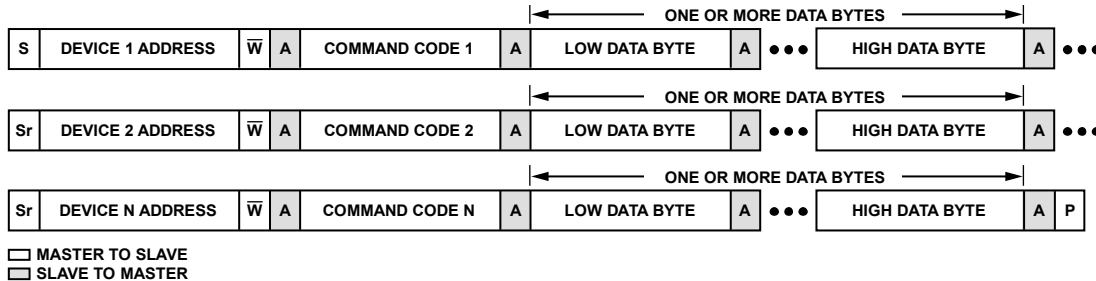 ONE OR MORE DATA BYTES
S DEVICE 1 ADDRESS W̅ A COMMAND CODE 1 A LOW DATA BYTE A ••• HIGH DATA BYTE A •••
ONE OR MORE DATA BYTES
Sr DEVICE 2 ADDRESS W̅ A COMMAND CODE 2 A LOW DATA BYTE A ••• HIGH DATA BYTE A •••
ONE OR MORE DATA BYTES
Sr DEVICE N ADDRESS W̅ A COMMAND CODE N A LOW DATA BYTE A ••• HIGH DATA BYTE A P
MASTER TO SLAVE
SLAVE TO MASTER